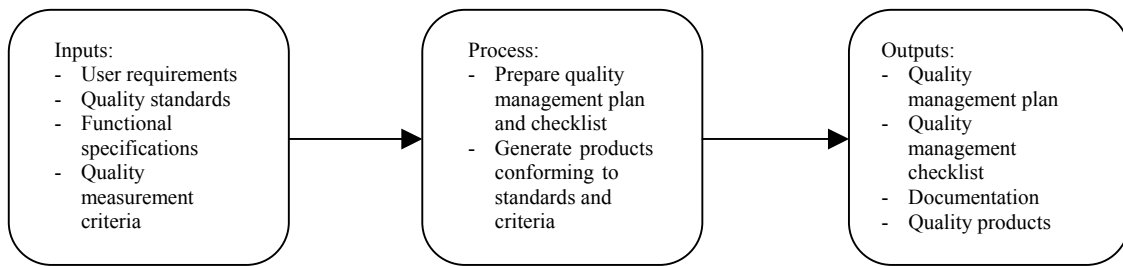 Inputs:
- User requirements
- Quality standards
- Functional
specifications
- Quality
measurement
criteria
Process:
- Prepare quality
management plan
and checklist
- Generate products
conforming to
standards and
criteria
Outputs:
- Quality
management plan
- Quality
management
checklist
- Documentation
- Quality products